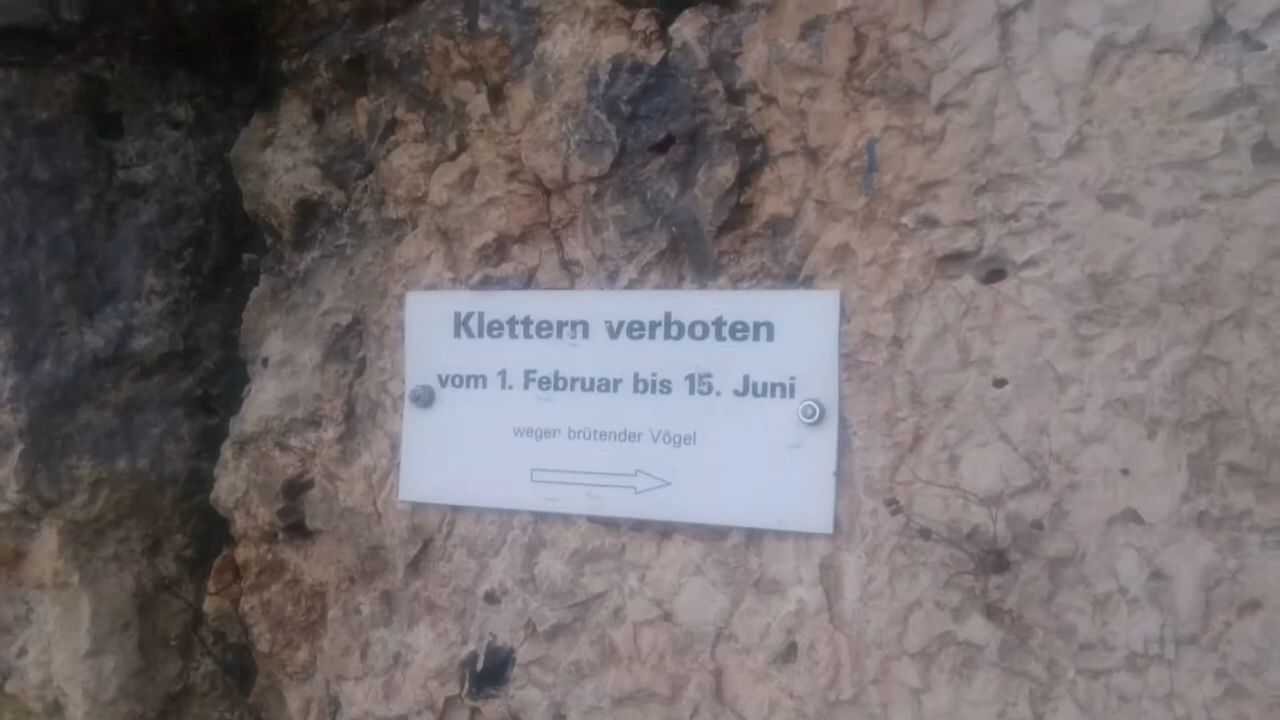 Klettern verboten
vom 1. Februar bis 15. Juni
wegen brütender Vögel